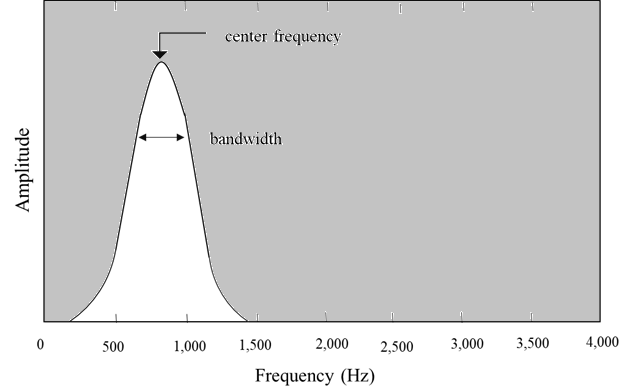 center frequency
bandwidth
Amplitude
0 500 1,000 1,500 2,000 2,500 3,000 3,500 4,000
Frequency (Hz)